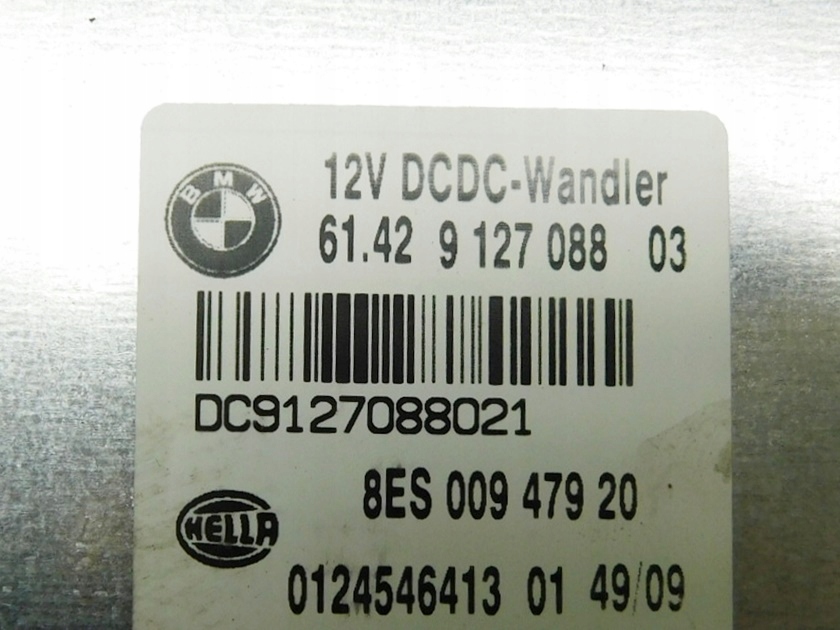 BMW
12V DCDC-Wandler
61.42 9 127 088 03
DC9127088021
8ES 009 479 20
HELLA
0124546413 01 49/09